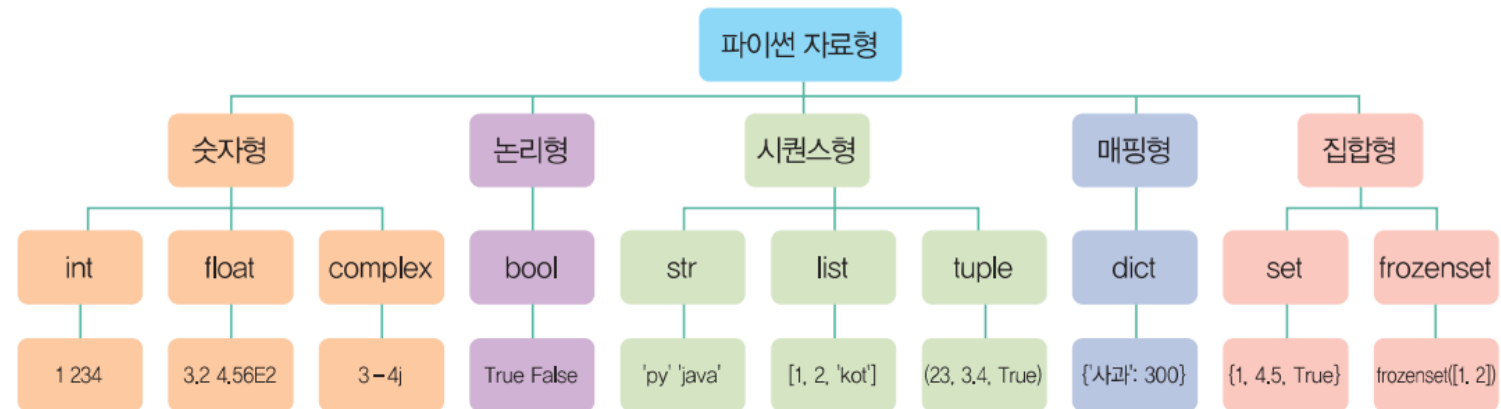 파이썬 자료형
숫자형
논리형
시퀀스형
매핑형
집합형
int
float
complex
bool
str
list
tuple
dict
set
frozenset
1 234
3.2 4.56E2
3-4j
True False
'py' 'java'
[1, 2, 'kot']
(23, 3.4, True)
{'사과': 300}
{1, 4.5, True}
frozenset([1, 2])